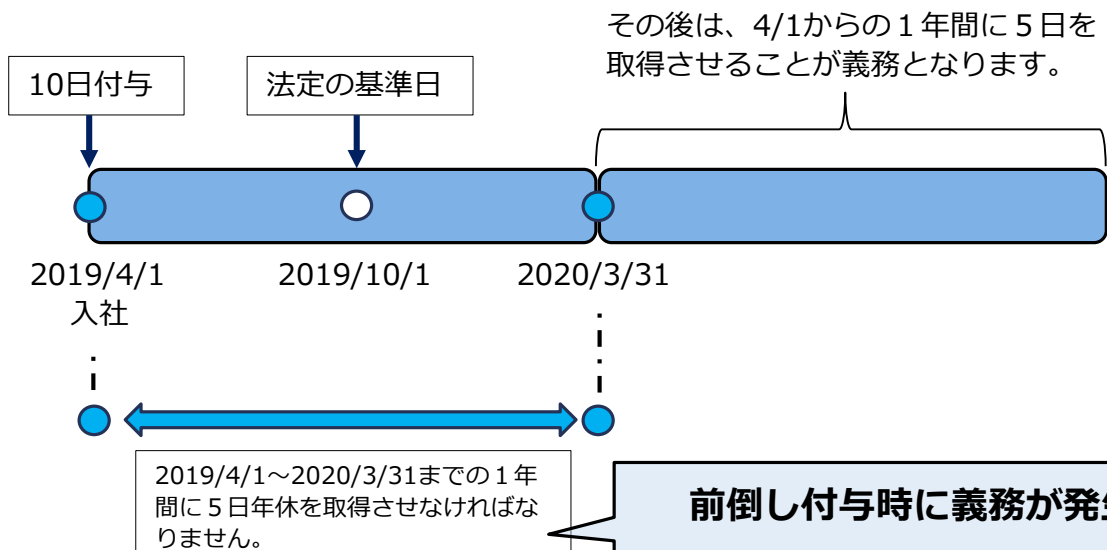 その後は、4/1からの１年間に５日を
取得させることが義務となります。
10日付与
法定の基準日
2019/4/1
入社
2019/10/1
2020/3/31
2019/4/1～2020/3/31までの１年
間に５日年休を取得させなければな
りません。
前倒し付与時に義務が発